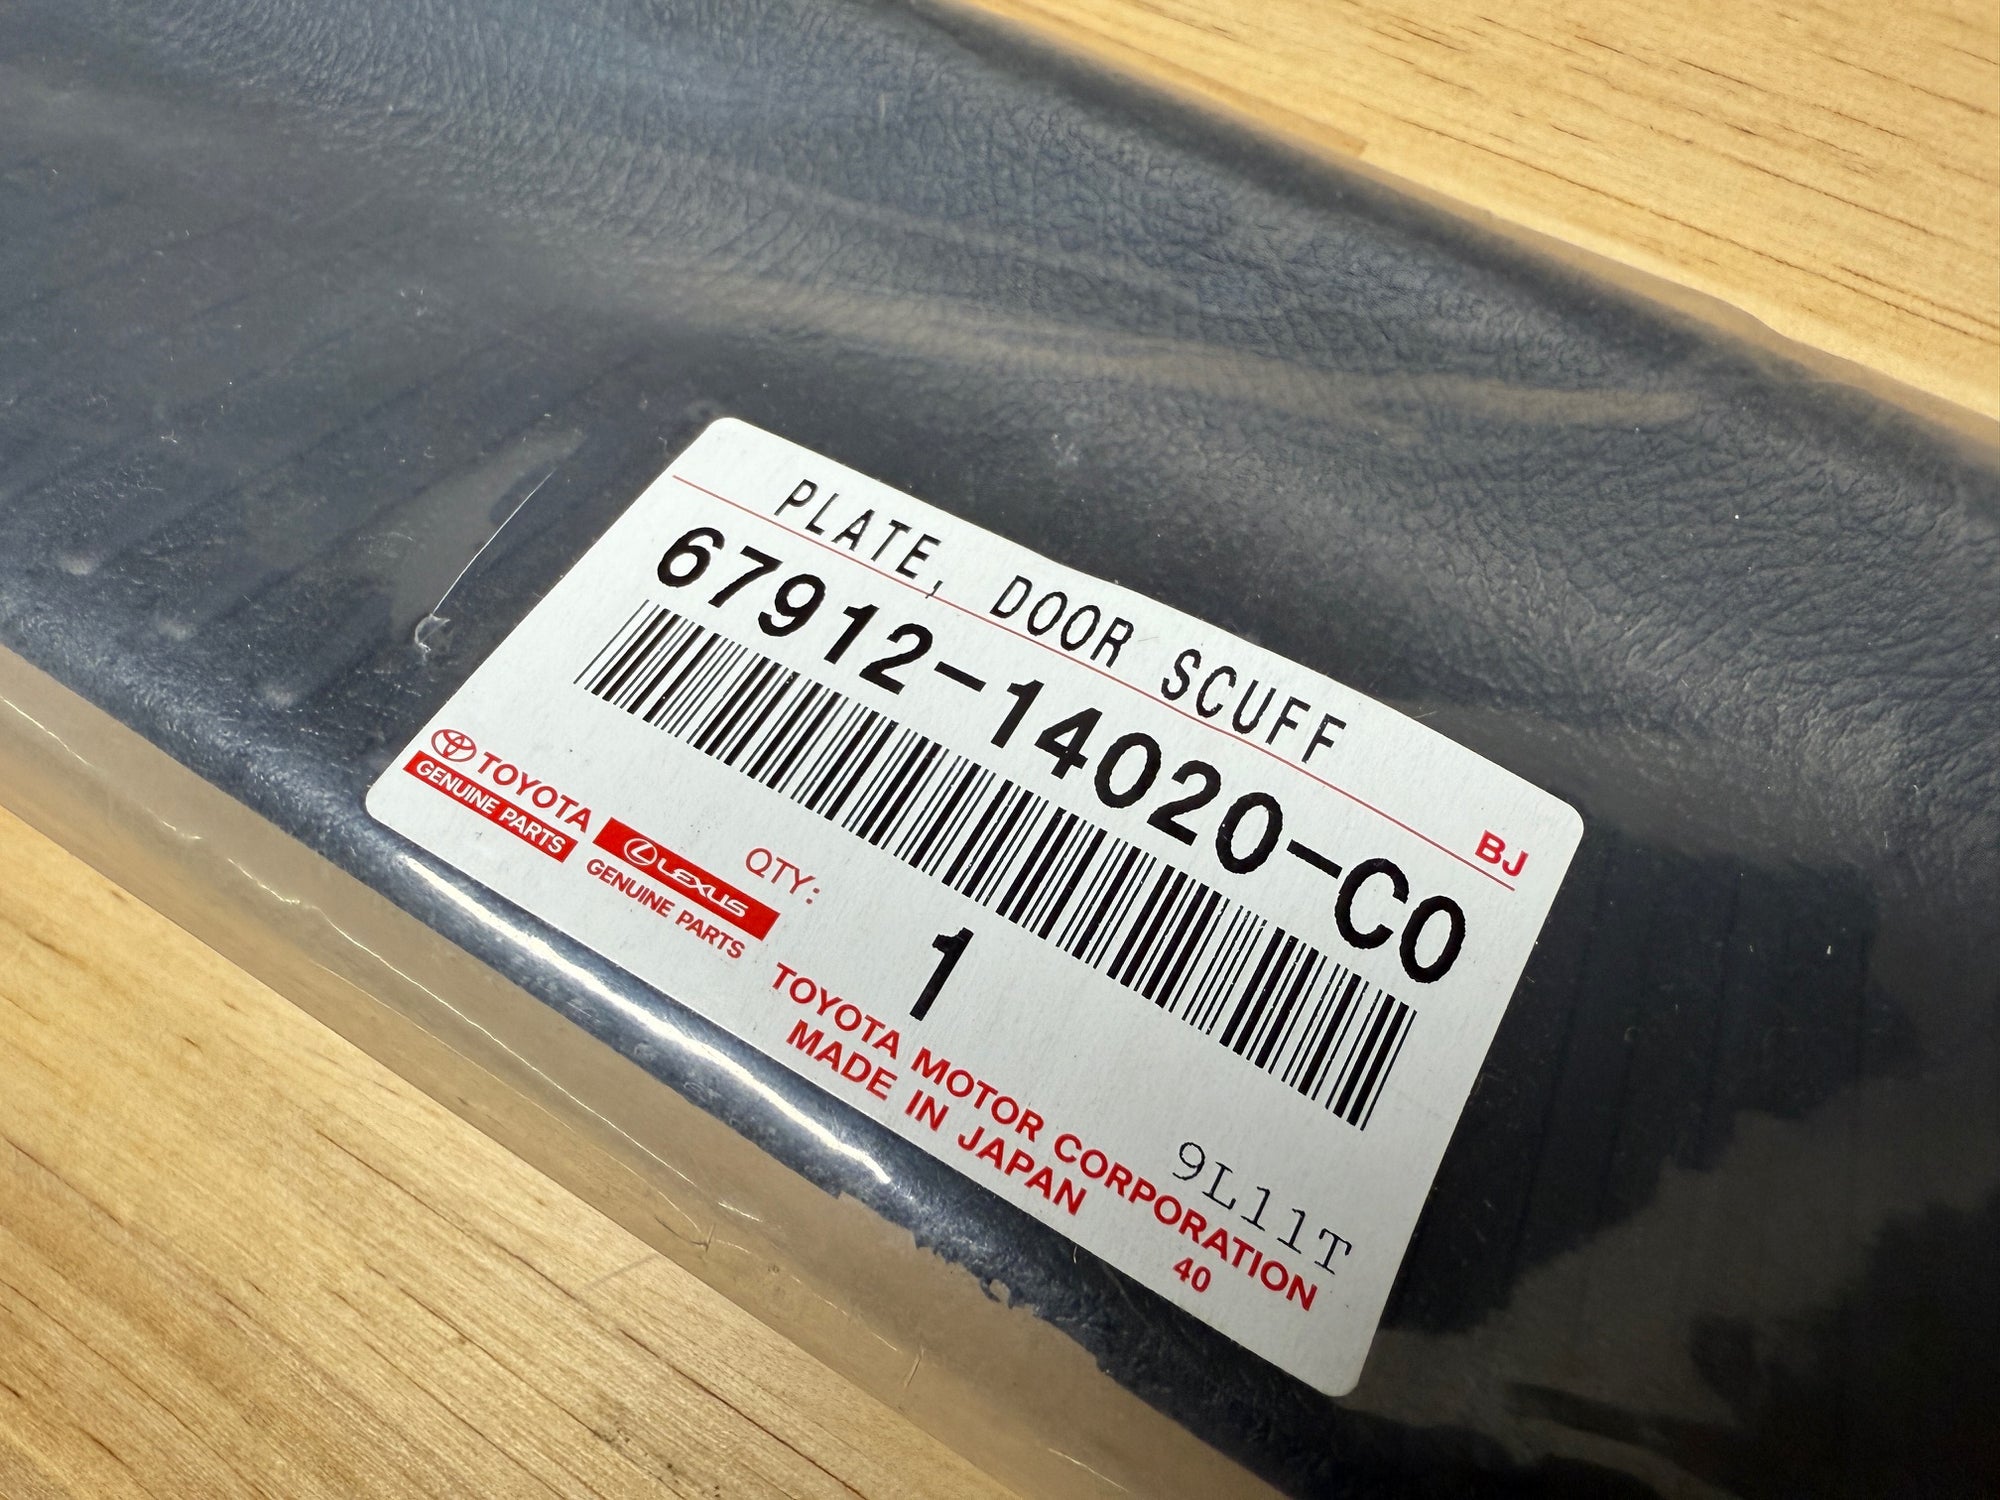 PLATE, DOOR SCUFF
BJ
67912-14020-C0
TOYOTA
GENUINE PARTS
LEXUS
GENUINE PARTS
QTY:
1
9L11T
TOYOTA MOTOR CORPORATION
MADE IN JAPAN
40